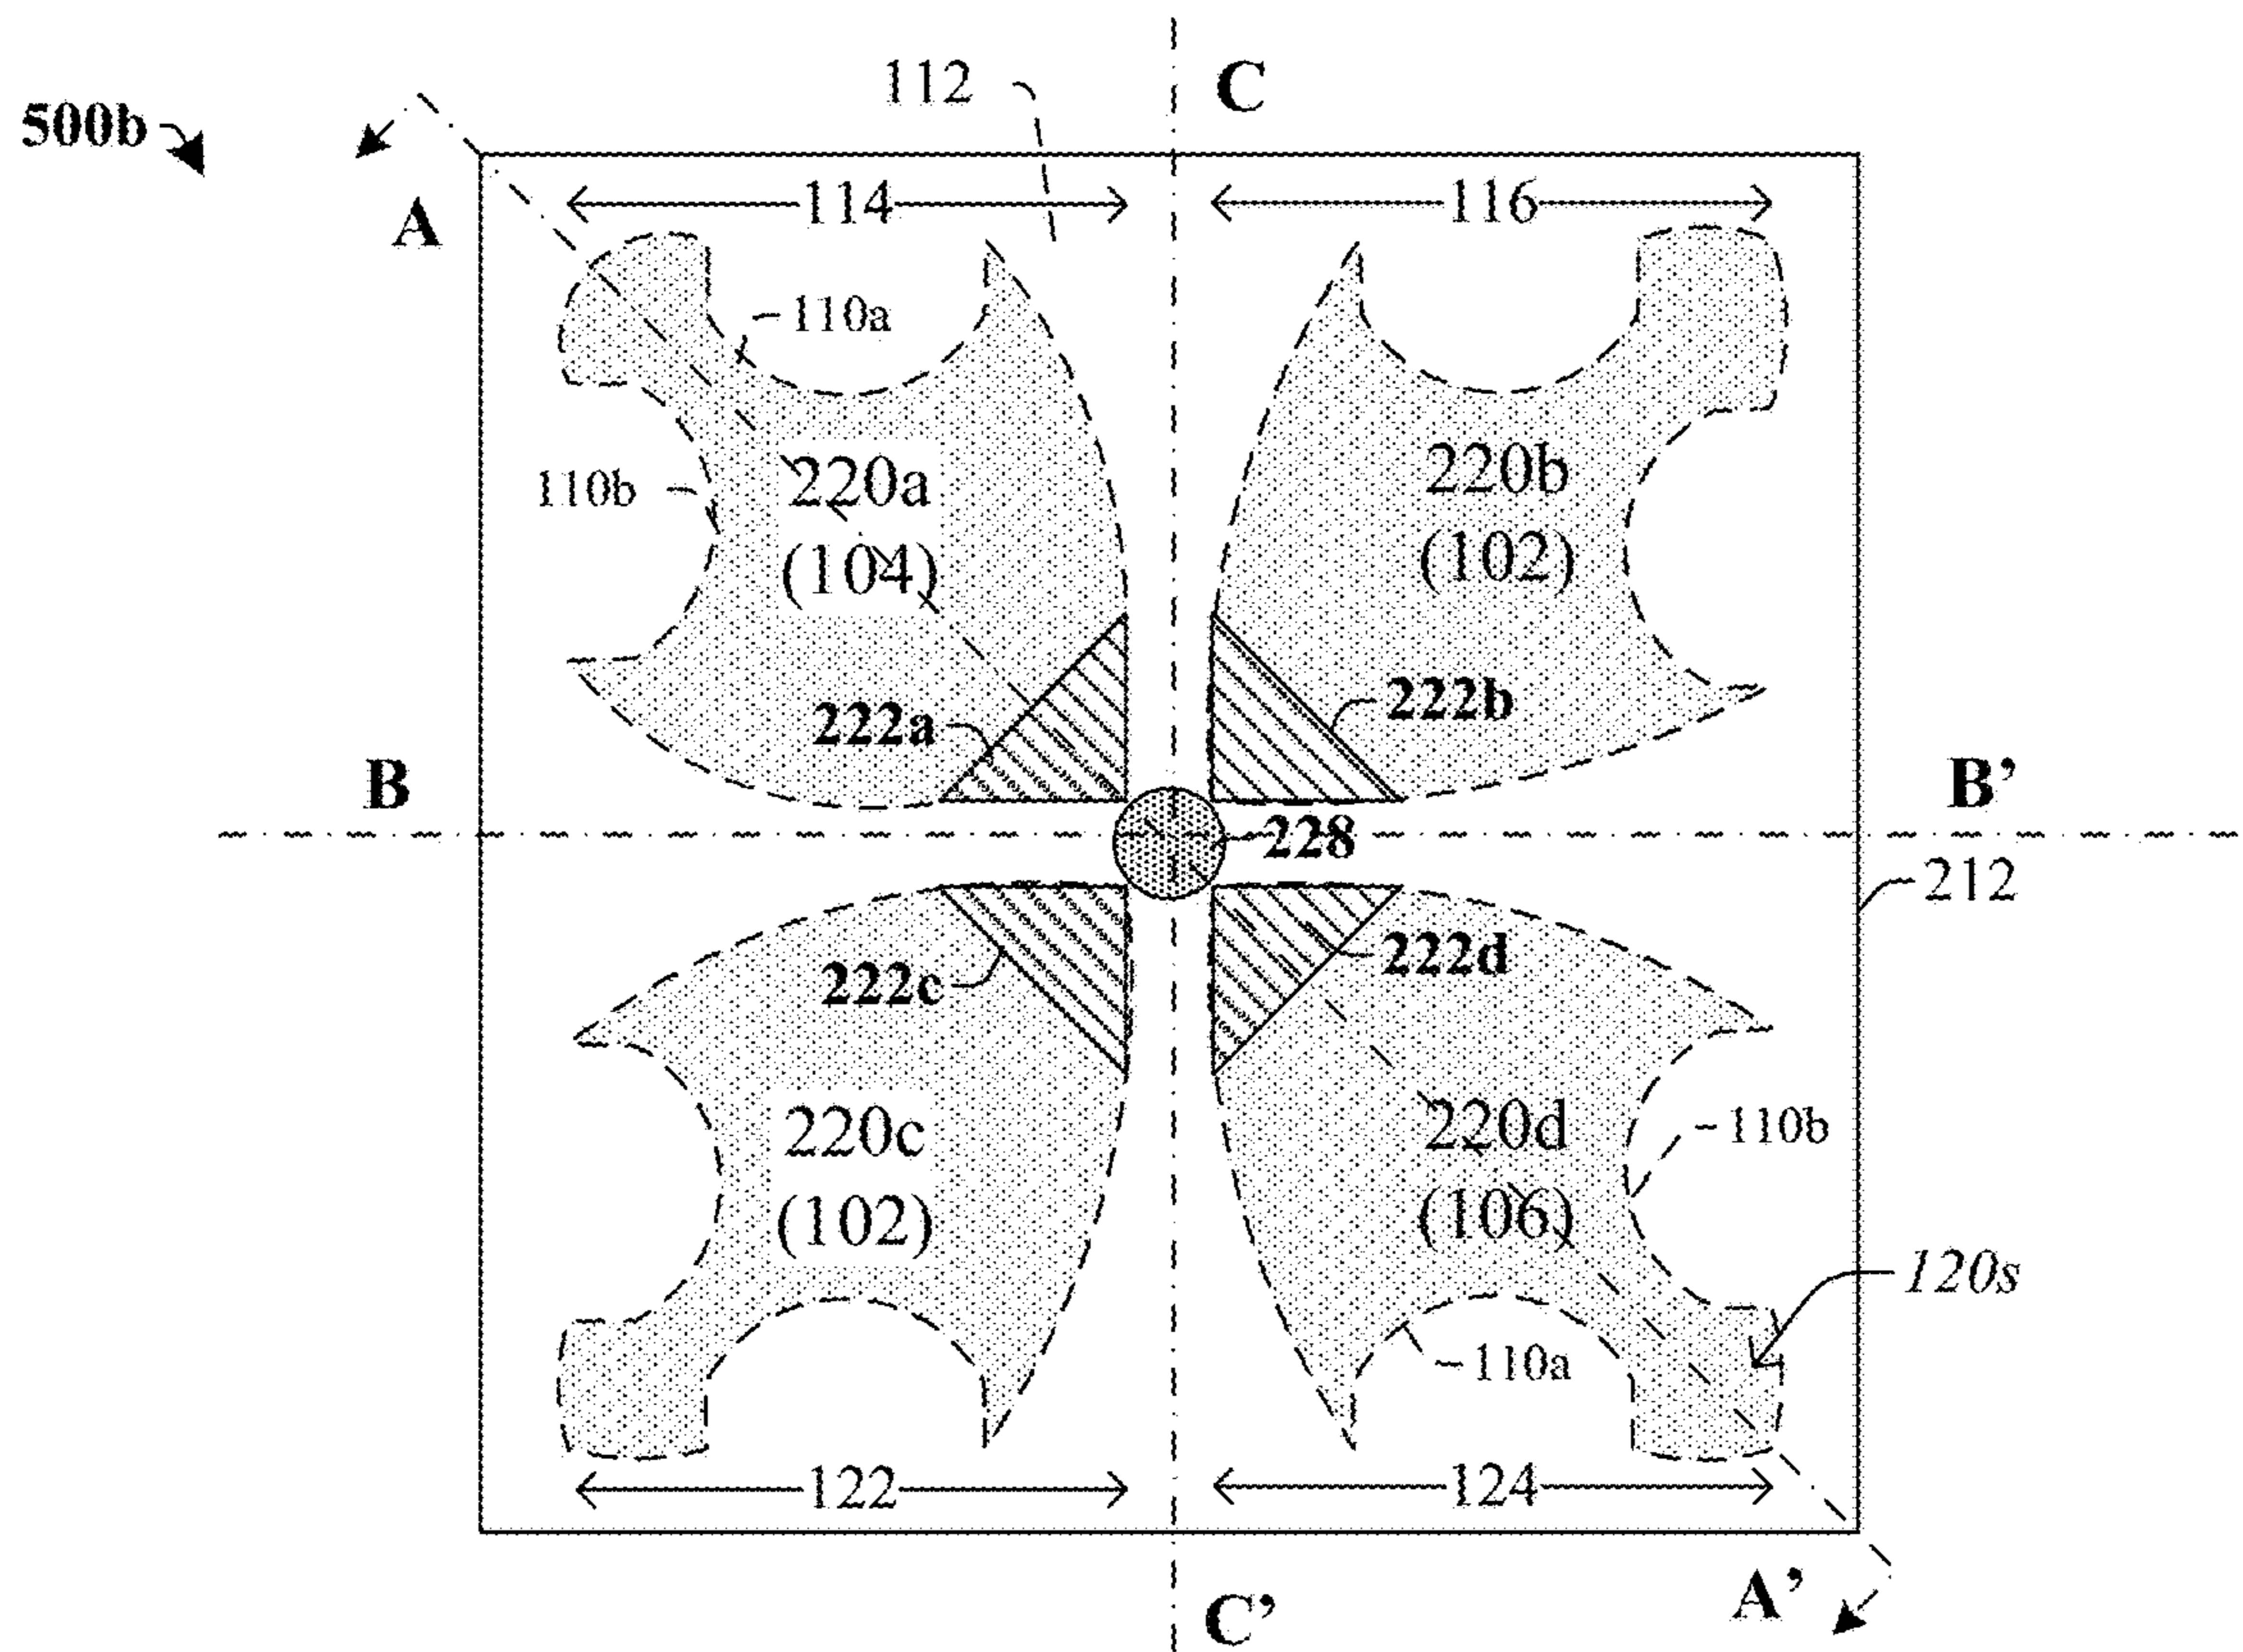 112
C
500b
A
114
116
110a
110b
220a
(104)
220b
(102)
222a
222b
B
B’
228
212
222c
222d
220c
(102)
220d
(106)
110b
120s
110a
122
124
A’
C’